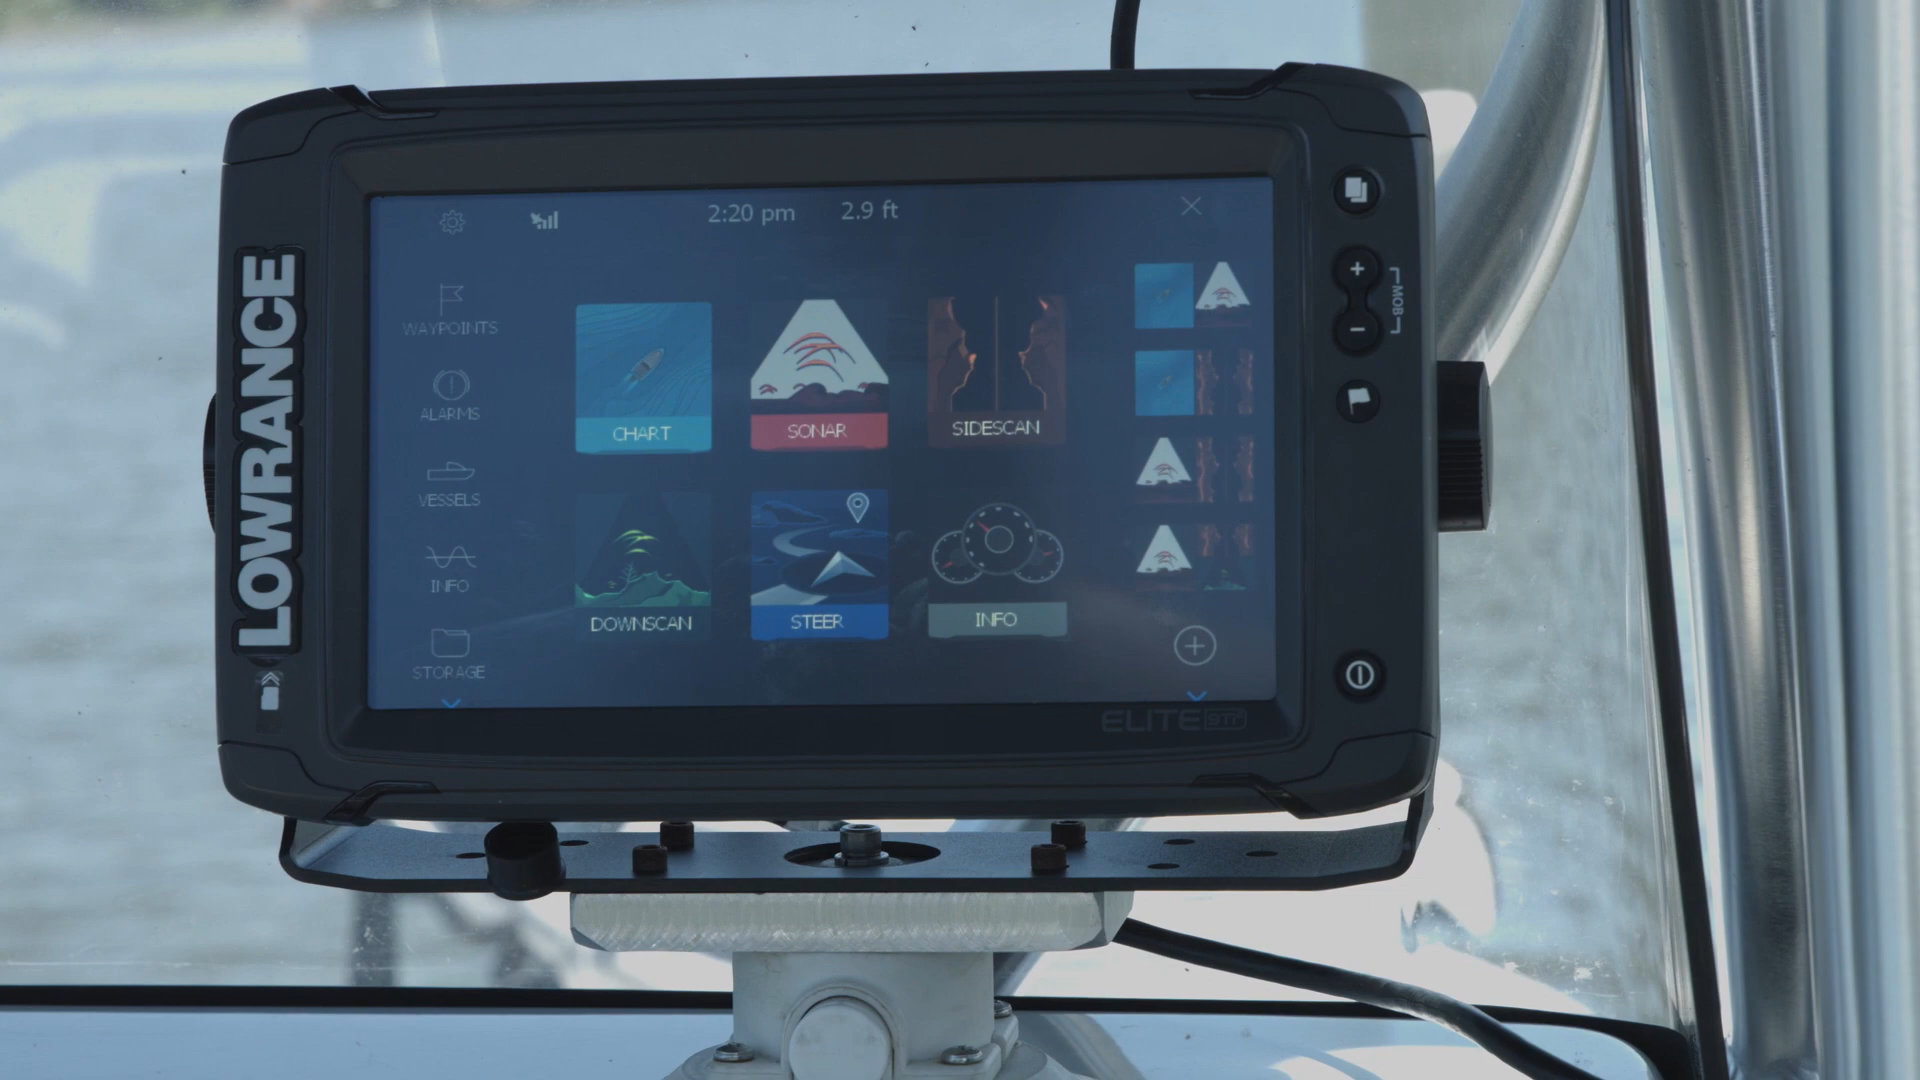 LOWRANCE
2:20 pm 2.9 ft
WAYPOINTS
ALARMS
VESSELS
INFO
STORAGE
CHART
SONAR
SIDESCAN
DOWNSCAN
STEER
INFO
MOB
ELITE 9Ti²